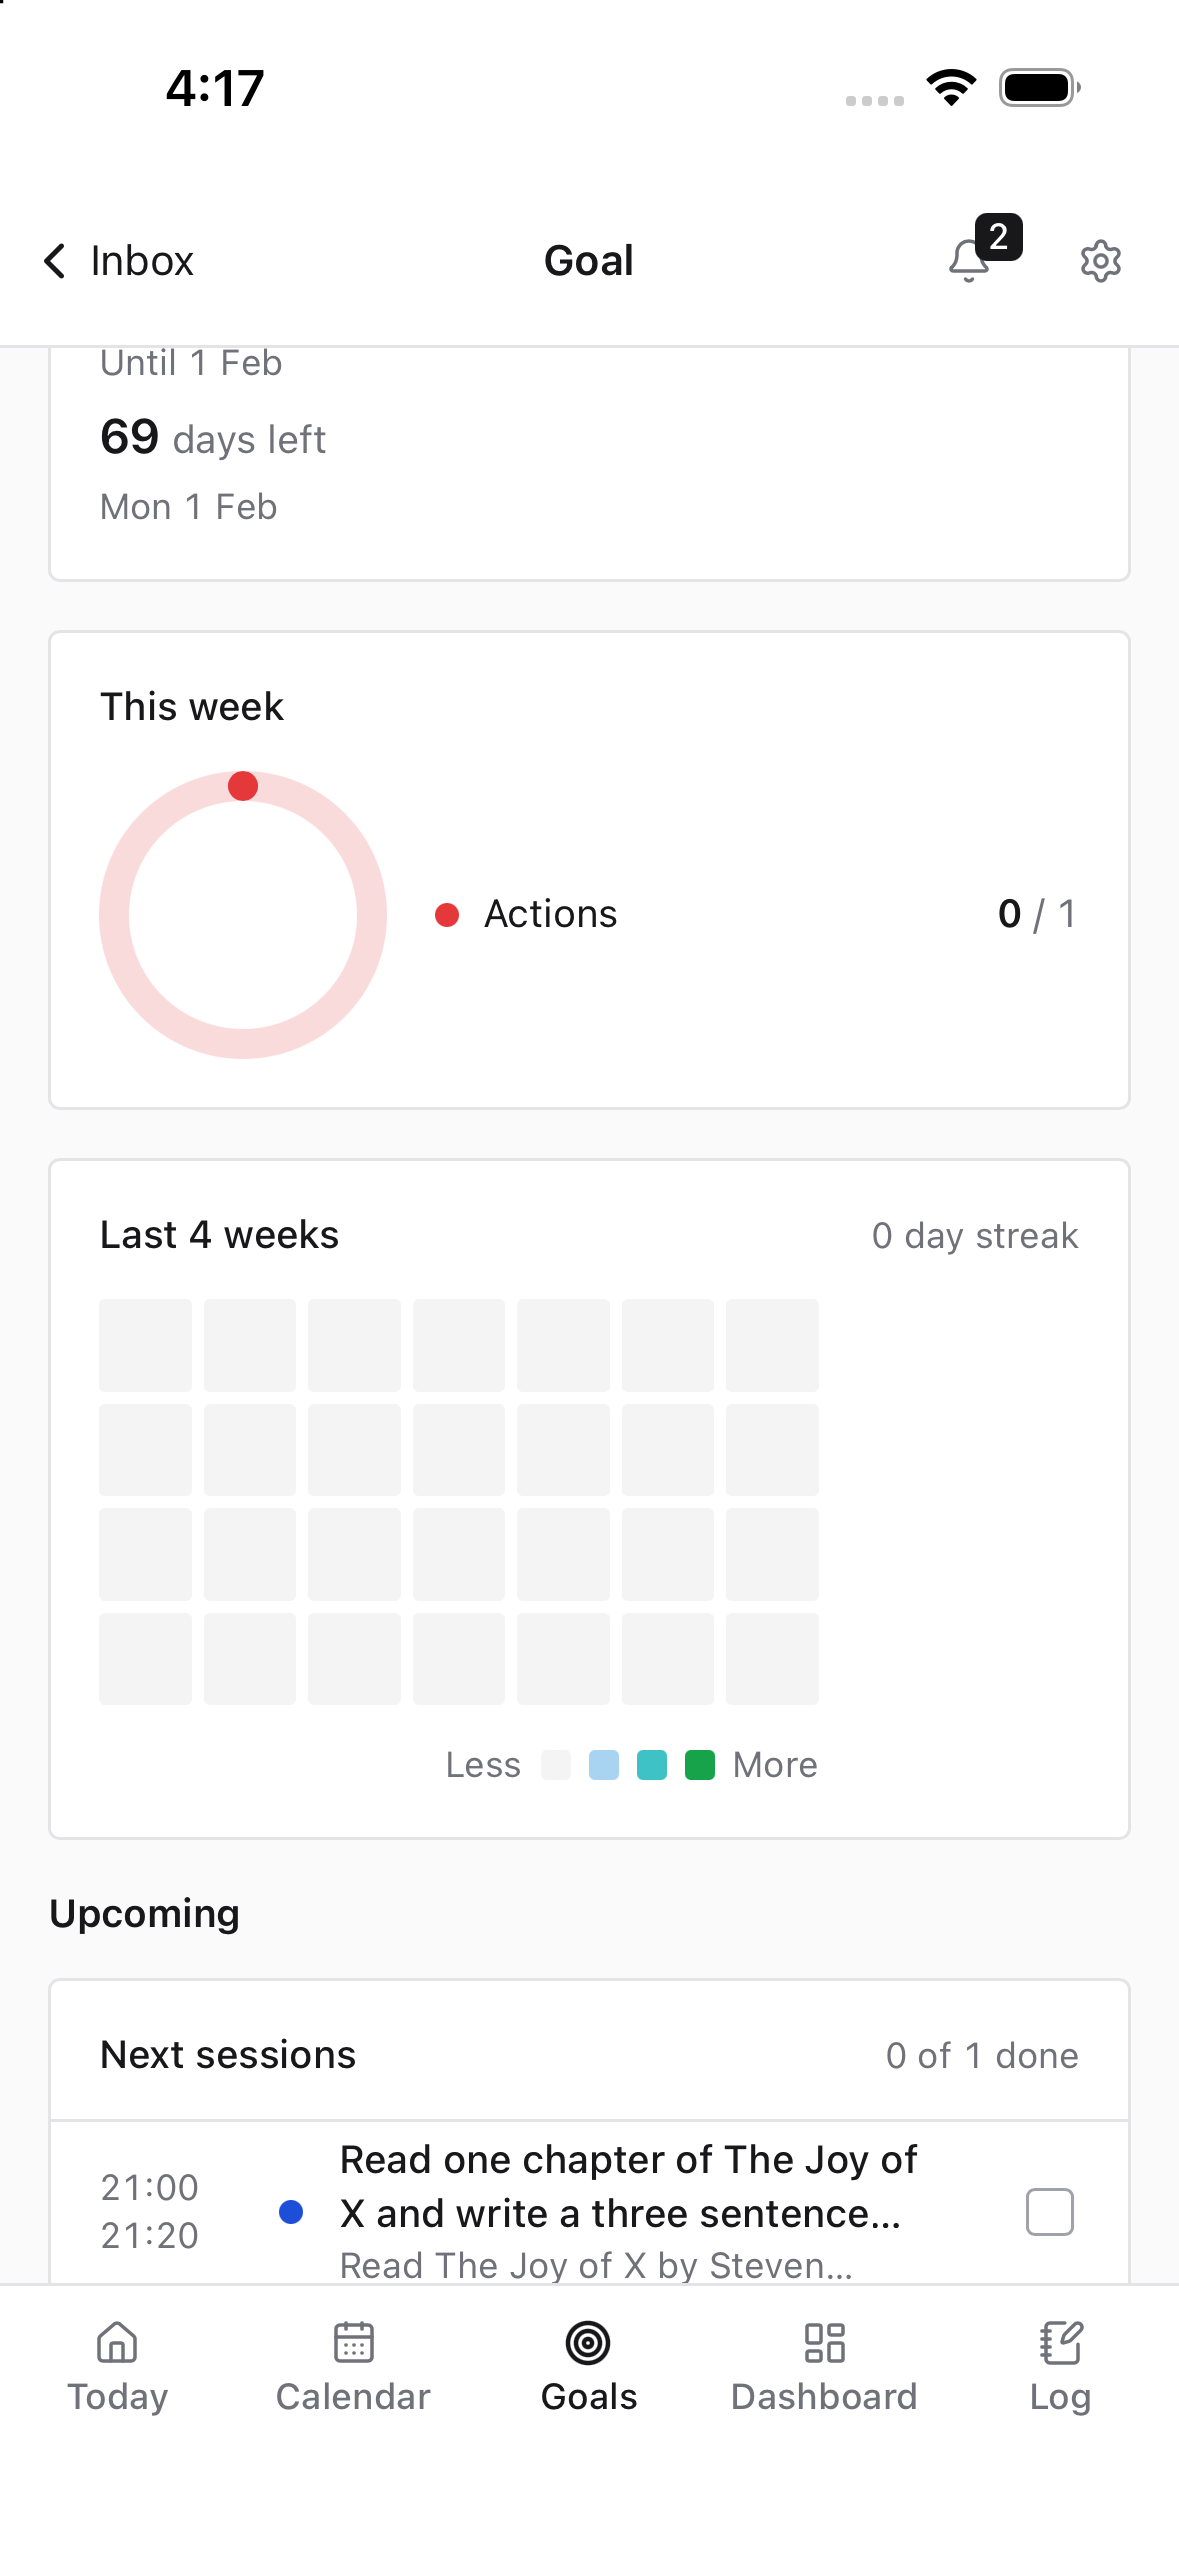 4:17
Inbox
Goal
2
Until 1 Feb
69 days left
Mon 1 Feb
This week
Actions
0 / 1
Last 4 weeks
0 day streak
Less
More
Upcoming
Next sessions
0 of 1 done
21:00
21:20
Read one chapter of The Joy of
X and write a three sentence...
Read The Joy of X by Steven...
Today
Calendar
Goals
Dashboard
Log